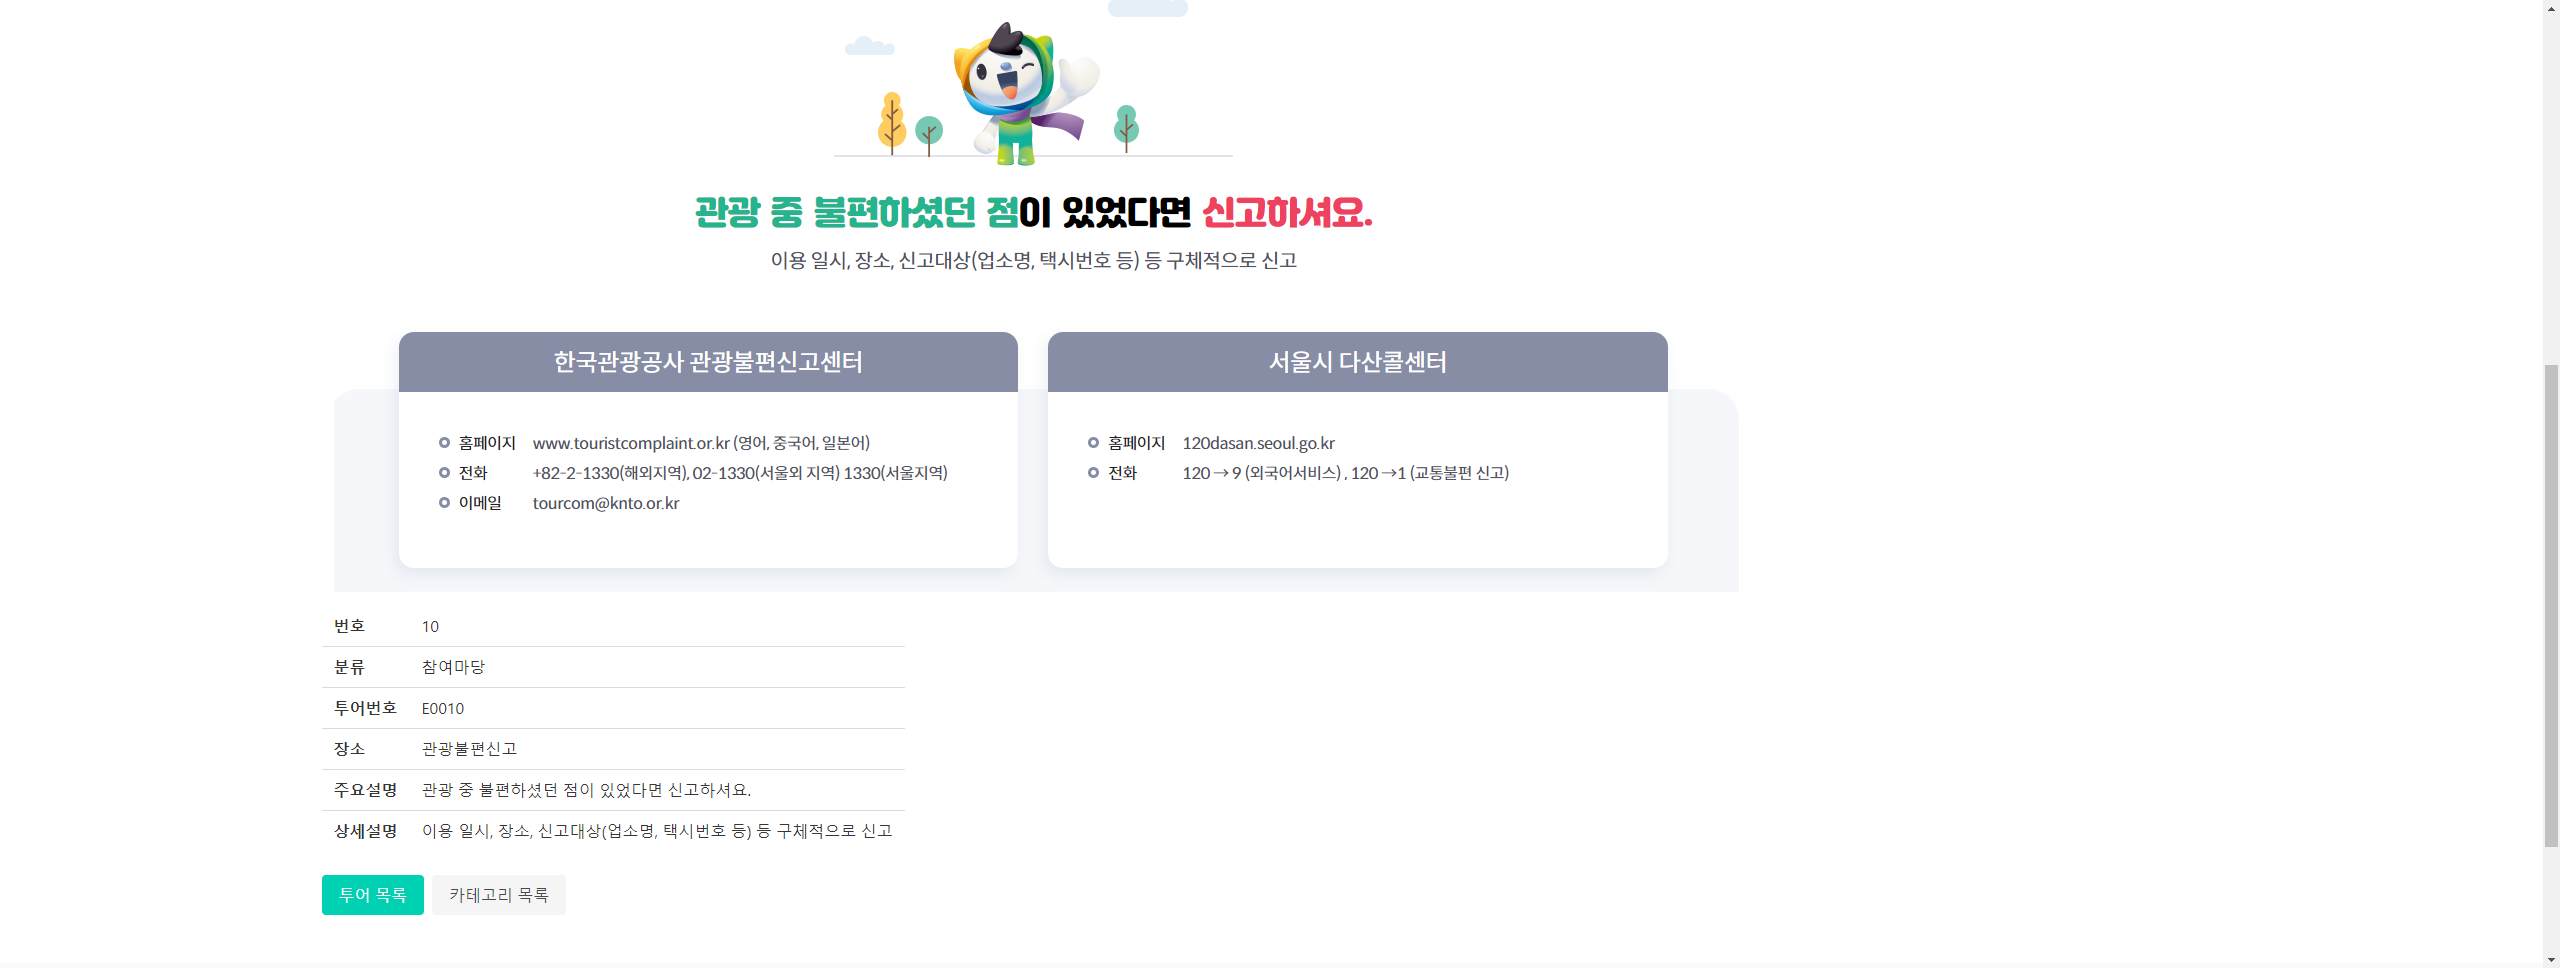 관광 중 불편하셨던 점이 있었다면 신고하셔요.
이용 일시, 장소, 신고대상(업소명, 택시번호 등) 등 구체적으로 신고
한국관광공사 관광불편신고센터
홈페이지 www.touristcomplaint.or.kr (영어, 중국어, 일본어)
전화 +82-2-1330(해외지역), 02-1330(서울외 지역) 1330(서울지역)
이메일 tourcom@knto.or.kr
서울시 다산콜센터
홈페이지 120dasan.seoul.go.kr
전화 120 → 9 (외국어서비스) , 120 →1 (교통불편 신고)
번호 10
분류 참여마당
투어번호 E0010
장소 관광불편신고
주요설명 관광 중 불편하셨던 점이 있었다면 신고하셔요.
상세설명 이용 일시, 장소, 신고대상(업소명, 택시번호 등) 등 구체적으로 신고
투어 목록 카테고리 목록